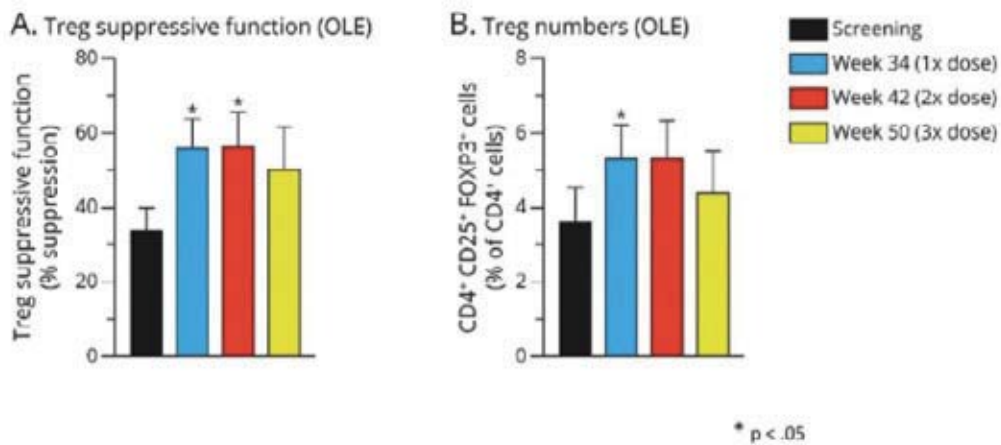 A. Treg suppressive function (OLE)
Treg suppressive function
(% suppression)
80
60
40
20
0
*
*
B. Treg numbers (OLE)
CD4⁺ CD25⁺ FOXP3⁺ cells
(% of CD4⁺ cells)
8
6
4
2
0
*
Screening
Week 34 (1x dose)
Week 42 (2x dose)
Week 50 (3x dose)
* p < .05